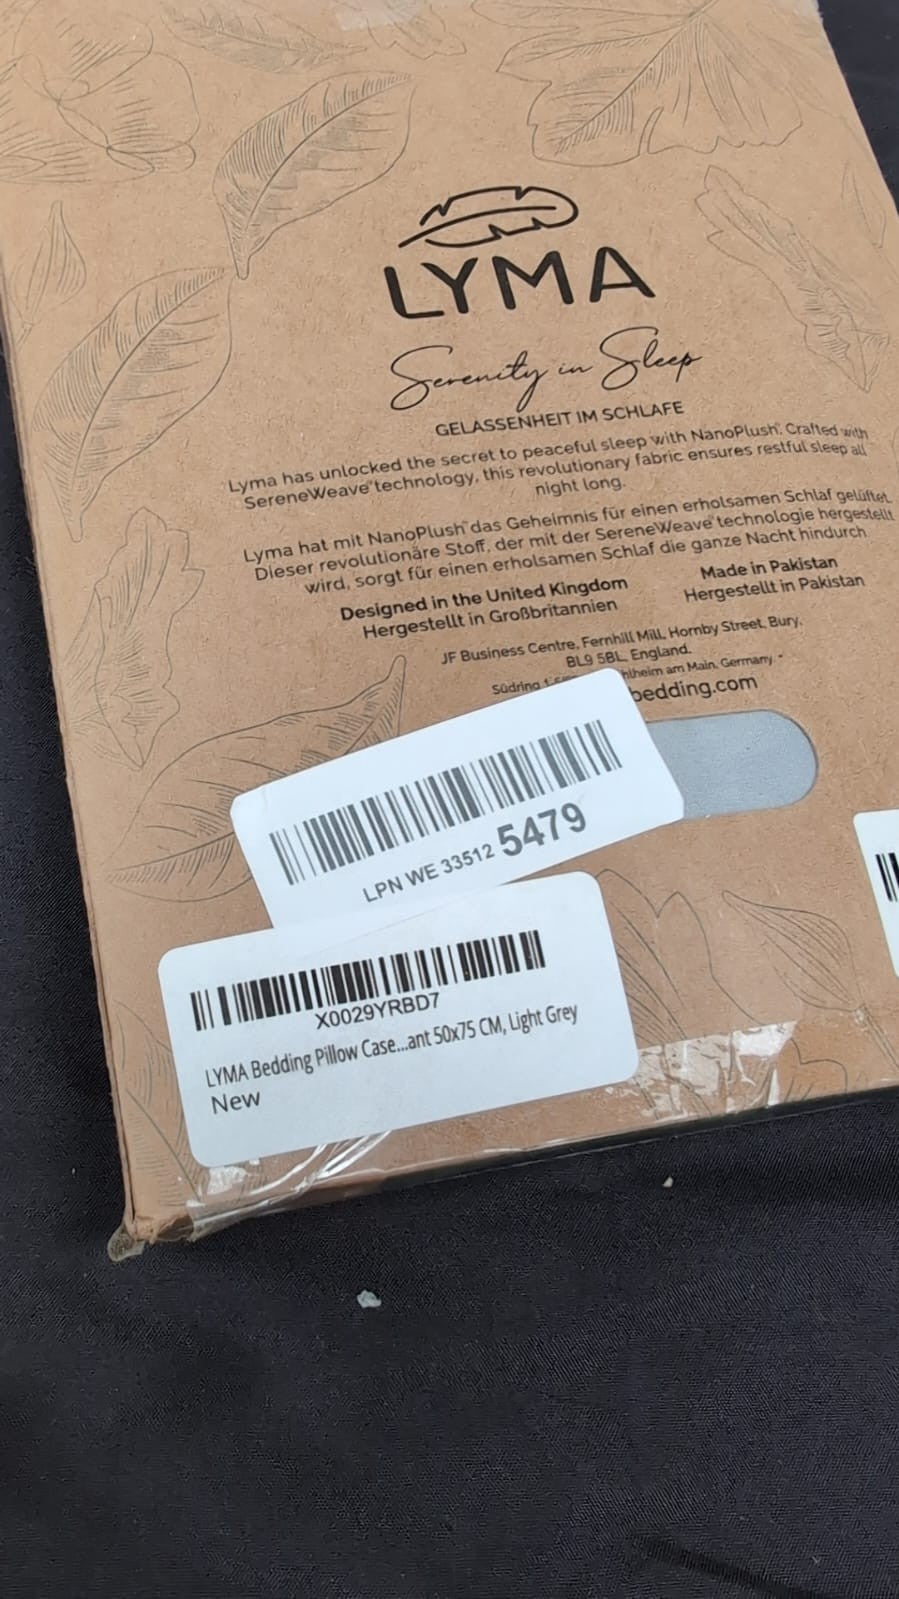 LYMA
Serenity in Sleep
GELASSENHEIT IM SCHLAFE
Lyma has unlocked the secret to peaceful sleep with NanoPlush. Crafted with
SereneWeave technology, this revolutionary fabric ensures restful sleep all
night long.
Lyma hat mit NanoPlush das Geheimnis für einen erholsamen Schlaf gelüftet.
Dieser revolutionäre Stoff, der mit der SereneWeave technologie hergestellt
wird, sorgt für einen erholsamen Schlaf die ganze Nacht hindurch
Designed in the United Kingdom
Hergestellt in Großbritannien
Made in Pakistan
Hergestellt in Pakistan
JF Business Centre, Fernhill Mill, Hornby Street, Bury,
BL9 5BL, England.
Südring am Main, Germany
bedding.com
LPN WE 33512 5479
X0029YRBD7
LYMA Bedding Pillow Case...ant 50x75 CM, Light Grey
New